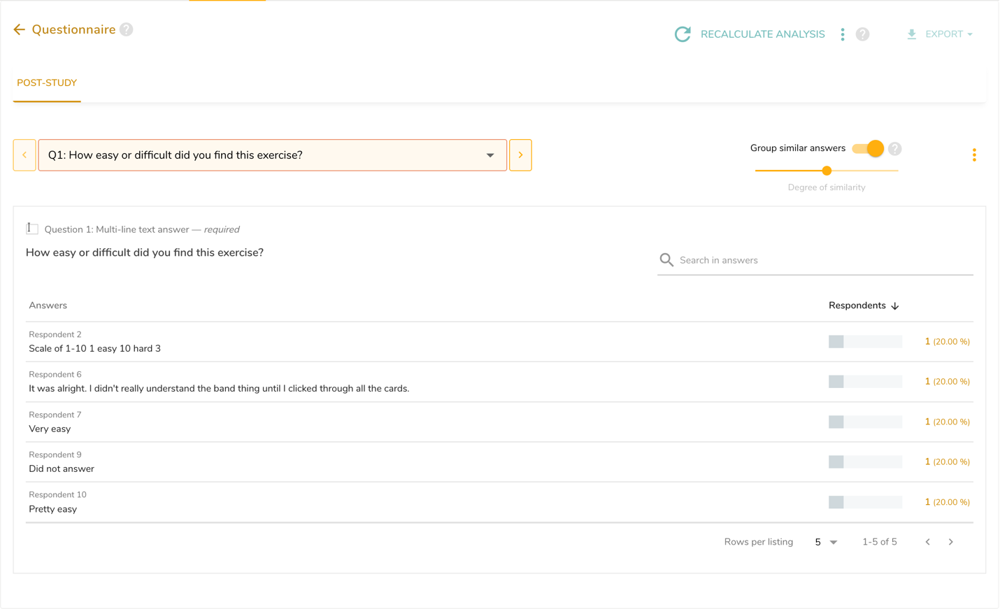 Questionnaire
RECALCULATE ANALYSIS
EXPORT
POST-STUDY
Q1: How easy or difficult did you find this exercise?
Group similar answers
Degree of similarity
Question 1: Multi-line text answer — required
How easy or difficult did you find this exercise?
Search in answers
Answers
Respondents
Respondent 2
Scale of 1-10 1 easy 10 hard 3
1 (20.00 %)
Respondent 6
It was alright. I didn't really understand the band thing until I clicked through all the cards.
1 (20.00 %)
Respondent 7
Very easy
1 (20.00 %)
Respondent 9
Did not answer
1 (20.00 %)
Respondent 10
Pretty easy
1 (20.00 %)
Rows per listing 5 1-5 of 5